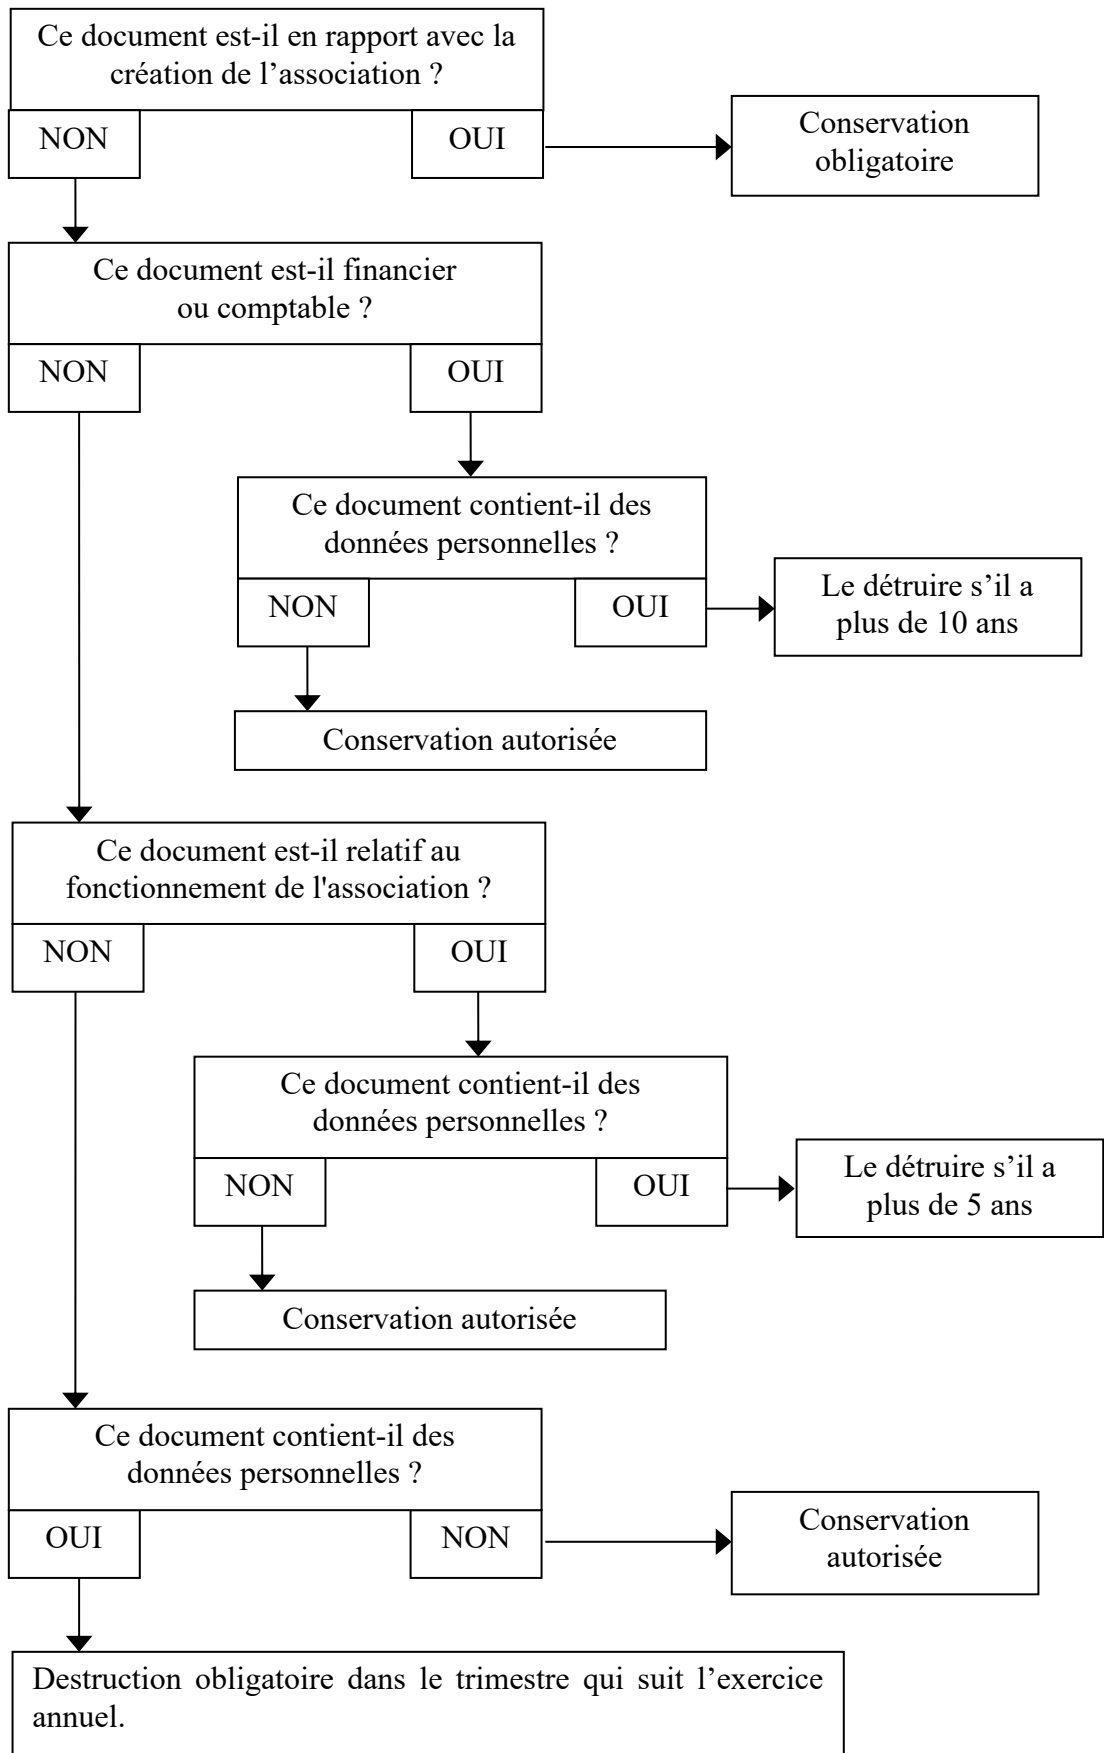 Ce document est-il en rapport avec la
création de l’association ?
NON
OUI
Conservation
obligatoire
Ce document est-il financier
ou comptable ?
NON
OUI
Ce document contient-il des
données personnelles ?
NON
OUI
Le détruire s’il a
plus de 10 ans
Conservation autorisée
Ce document est-il relatif au
fonctionnement de l'association ?
NON
OUI
Ce document contient-il des
données personnelles ?
NON
OUI
Le détruire s’il a
plus de 5 ans
Conservation autorisée
Ce document contient-il des
données personnelles ?
OUI
NON
Conservation
autorisée
Destruction obligatoire dans le trimestre qui suit l’exercice
annuel.